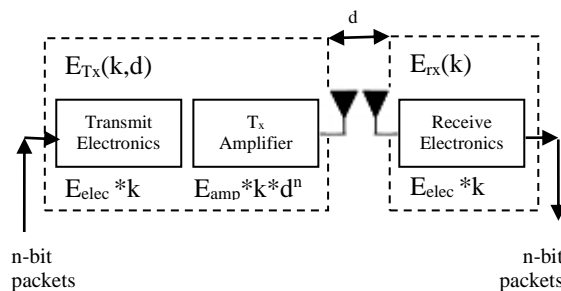 d
E_Tx(k,d)
E_rx(k)
Transmit
Electronics
T_x
Amplifier
Receive
Electronics
E_elec *k
E_amp*k*d^n
E_elec *k
n-bit
packets
n-bit
packets